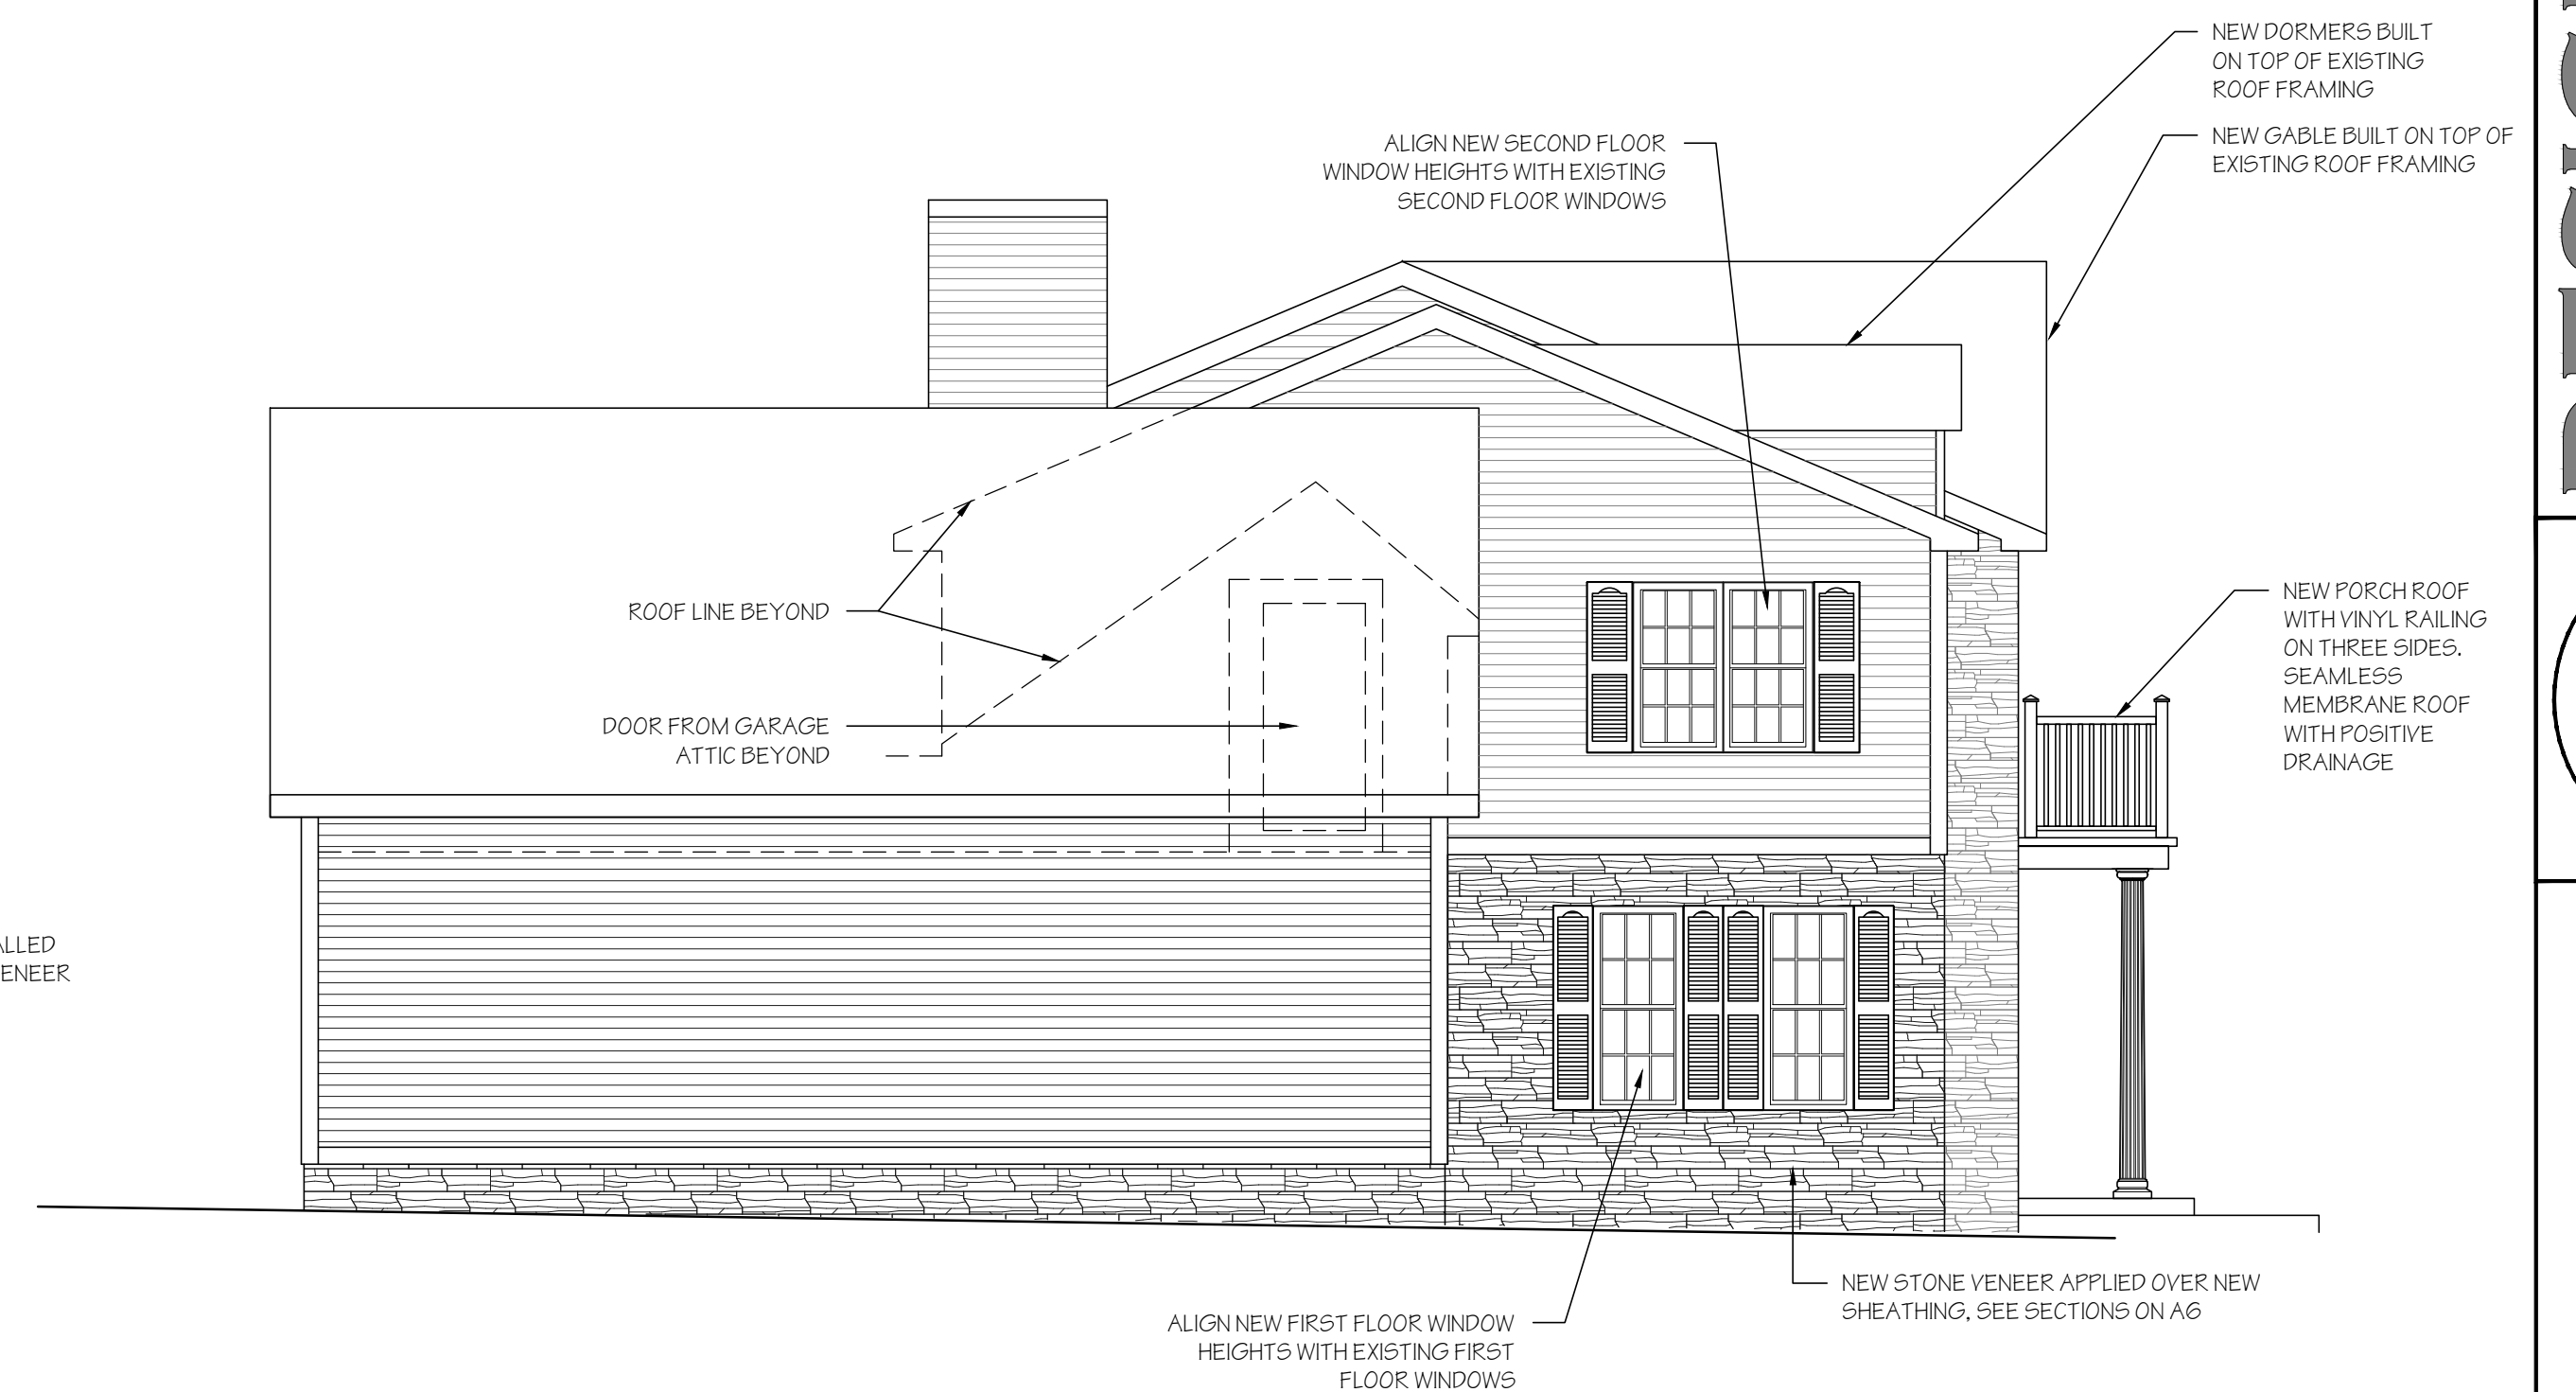 NEW DORMERS BUILT
ON TOP OF EXISTING
ROOF FRAMING
NEW GABLE BUILT ON TOP OF
EXISTING ROOF FRAMING
ALIGN NEW SECOND FLOOR
WINDOW HEIGHTS WITH EXISTING
SECOND FLOOR WINDOWS
ROOF LINE BEYOND
DOOR FROM GARAGE
ATTIC BEYOND
NEW PORCH ROOF
WITH VINYL RAILING
ON THREE SIDES.
SEAMLESS
MEMBRANE ROOF
WITH POSITIVE
DRAINAGE
ALLED
ENEER
NEW STONE VENEER APPLIED OVER NEW
SHEATHING, SEE SECTIONS ON A6
ALIGN NEW FIRST FLOOR WINDOW
HEIGHTS WITH EXISTING FIRST
FLOOR WINDOWS